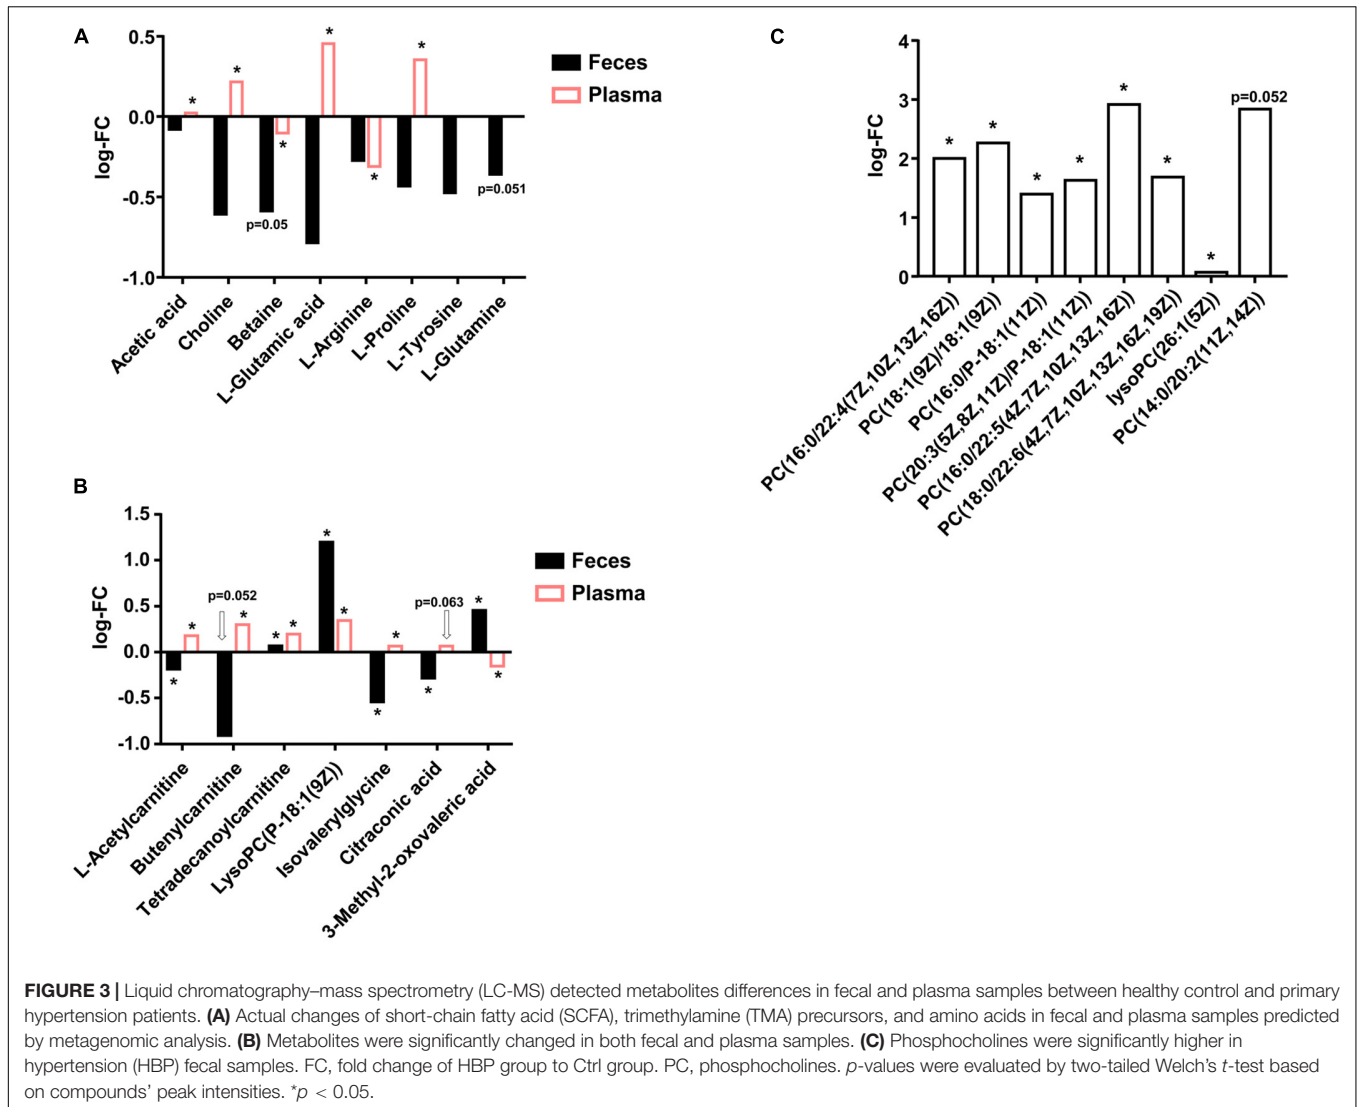 A
0.5
0.0
-0.5
-1.0
log-FC
*
*
*
*
*
*
p=0.05
p=0.051
Feces
Plasma
Acetic acid
Choline
Betaine
L-Glutamic acid
L-Arginine
L-Proline
L-Tyrosine
L-Glutamine
C
4
3
2
1
0
log-FC
*
*
*
*
*
*
*
p=0.052
PC(16:0/22:4(7Z,10Z,13Z,16Z))
PC(18:1(9Z)/18:1(9Z))
PC(16:0/P-18:1(11Z))
PC(20:3(5Z,8Z,11Z)/P-18:1(11Z))
PC(16:0/22:5(4Z,7Z,10Z,13Z,16Z))
PC(18:0/22:6(4Z,7Z,10Z,13Z,16Z,19Z))
lysoPC(26:1(5Z))
PC(14:0/20:2(11Z,14Z))
B
1.5
1.0
0.5
0.0
-0.5
-1.0
log-FC
p=0.052
p=0.063
*
*
*
*
*
*
*
*
*
*
*
*
Feces
Plasma
L-Acetylcarnitine
Butenylcarnitine
Tetradecanoylcarnitine
LysoPC(P-18:1(9Z))
Isovalerylglycine
Citraconic acid
3-Methyl-2-oxovaleric acid
FIGURE 3 | Liquid chromatography–mass spectrometry (LC-MS) detected metabolites differences in fecal and plasma samples between healthy control and primary
hypertension patients. (A) Actual changes of short-chain fatty acid (SCFA), trimethylamine (TMA) precursors, and amino acids in fecal and plasma samples predicted
by metagenomic analysis. (B) Metabolites were significantly changed in both fecal and plasma samples. (C) Phosphocholines were significantly higher in
hypertension (HBP) fecal samples. FC, fold change of HBP group to Ctrl group. PC, phosphocholines. p-values were evaluated by two-tailed Welch's t-test based
on compounds' peak intensities. *p < 0.05.